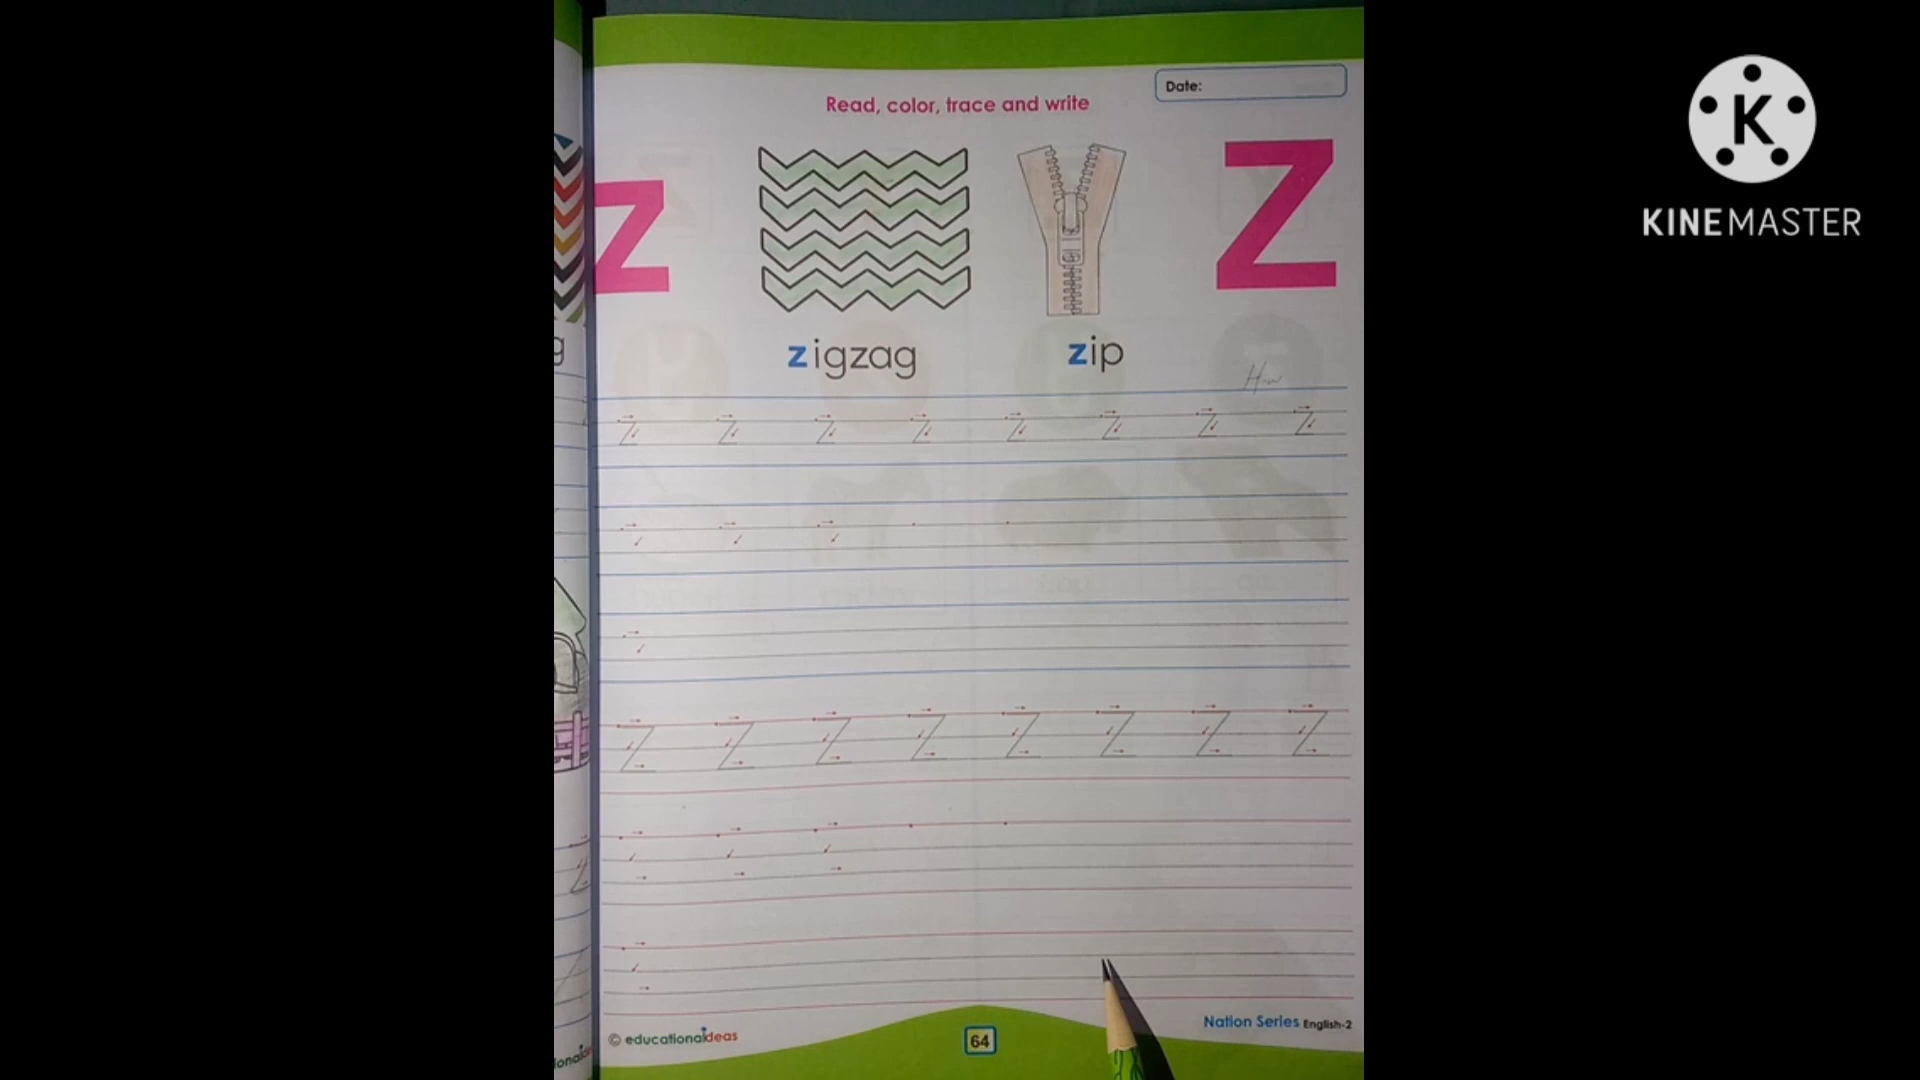 Date:
Read, color, trace and write
z Z
zigzag zip
z z z z z z z z
Z Z Z Z Z Z Z Z
© educationalideas
64
Nation Series English-2
KINEMASTER